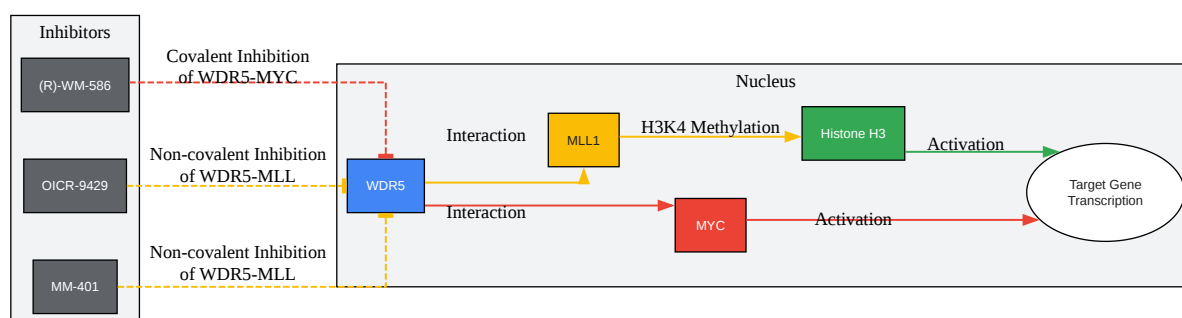 Inhibitors
(R)-WM-586
OICR-9429
MM-401
Covalent Inhibition
of WDR5-MYC
Non-covalent Inhibition
of WDR5-MLL
Non-covalent Inhibition
of WDR5-MLL
Nucleus
WDR5
Interaction
MLL1
H3K4 Methylation
Histone H3
Activation
Interaction
MYC
Activation
Target Gene
Transcription